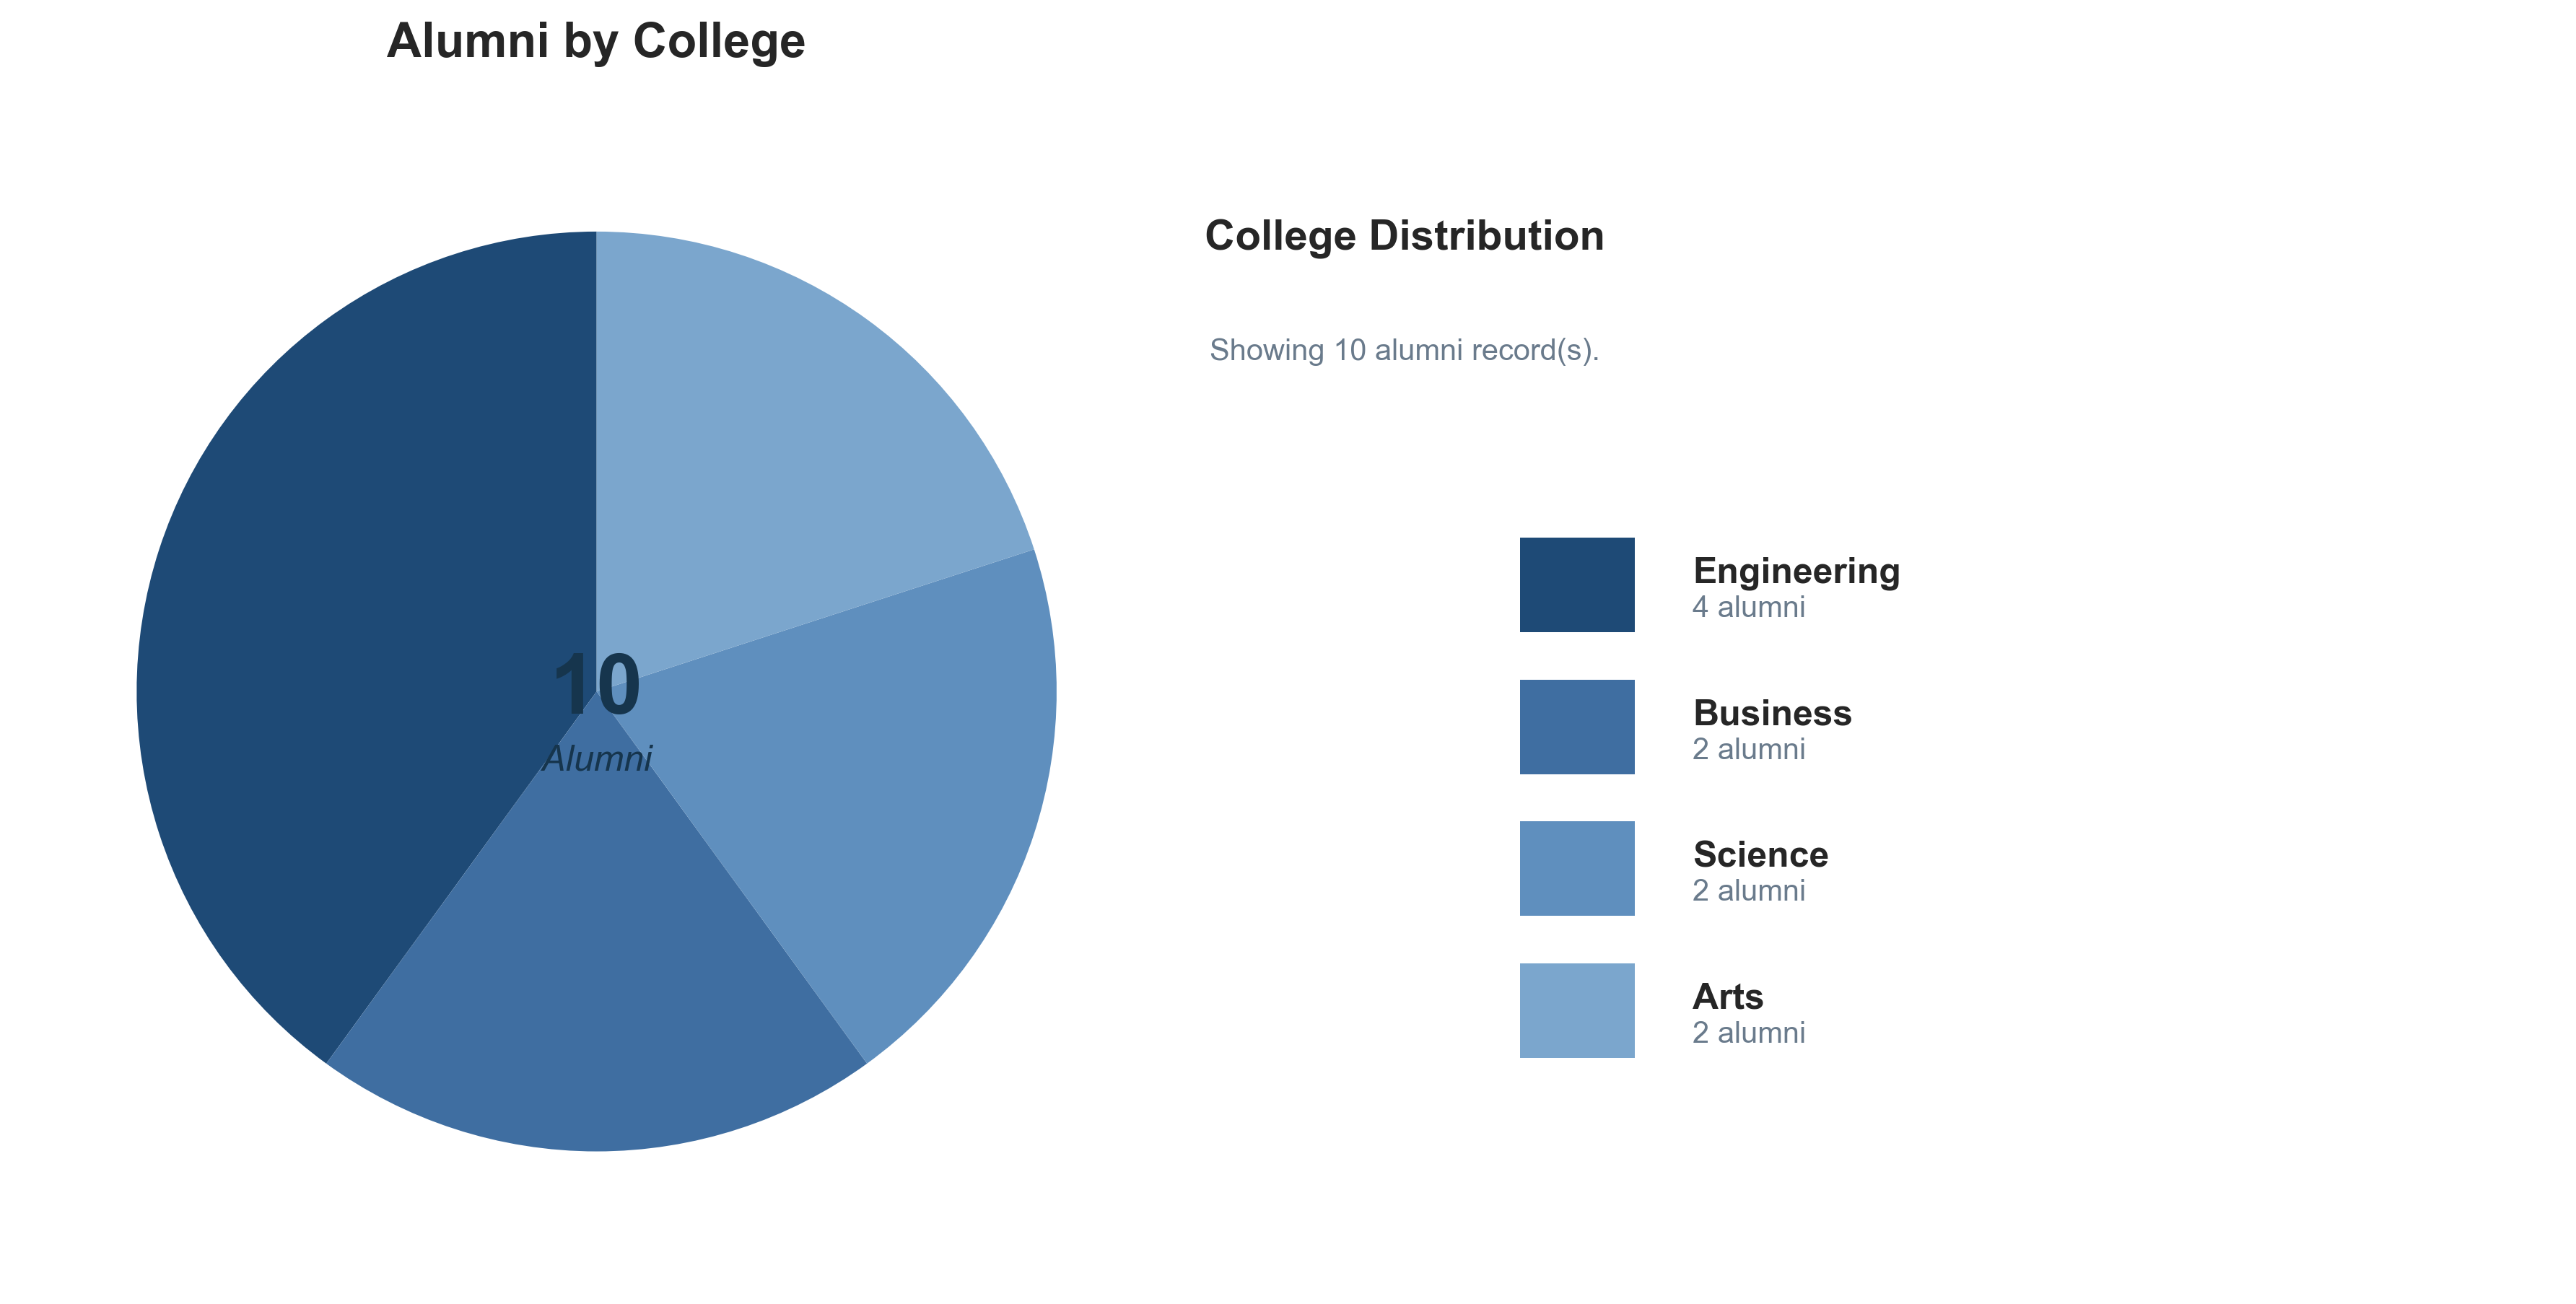 Alumni by College
10
Alumni
College Distribution
Showing 10 alumni record(s).
Engineering
4 alumni
Business
2 alumni
Science
2 alumni
Arts
2 alumni